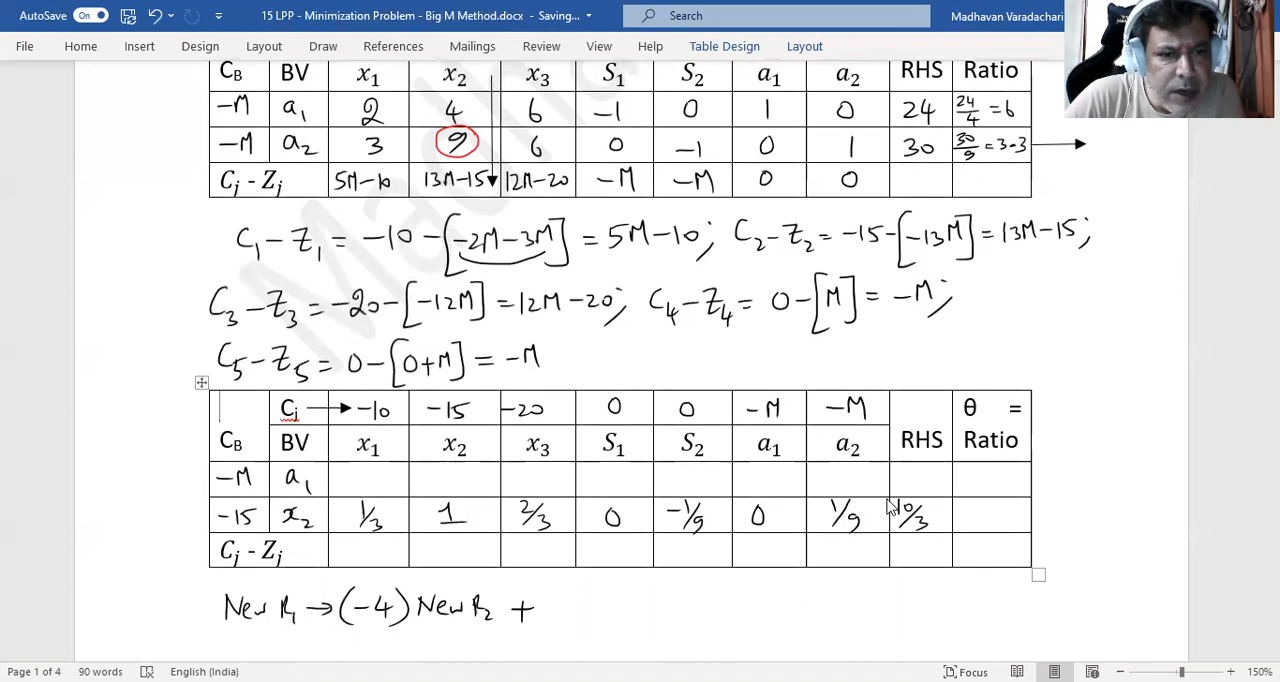 AutoSave On 15 LPP - Minimization Problem - Big M Method.docx - Saving... Search Madhavan Varadachari
File Home Insert Design Layout References Mailings Review View Help Table Design Layout
C_B BV x₁ x₂ x₃ S₁ S₂ a₁ a₂ RHS Ratio
-M a₁ 2 4 6 -1 0 1 0 24 24/4 = 6
-M a₂ 3 9 6 0 -1 0 1 30 30/9 = 3.3
C_j - Z_j 5M-10 13M-15 12M-20 -M -M 0 0
C₁-Z₁ = -10-[-2M-3M] = 5M-10; C₂-Z₂ = -15-[-13M] = 13M-15;
C₃-Z₃ = -20-[-12M] = 12M-20; C₄-Z₄ = 0-[M] = -M;
C₅-Z₅ = 0-[0+M] = -M
Cj -10 -15 -20 0 0 -M -M θ =
C_B BV x₁ x₂ x₃ S₁ S₂ a₁ a₂ RHS Ratio
-M a₁
-15 x₂ 1/3 1 2/3 0 -1/9 0 1/9 10/3
C_j - Z_j
New R₁ → (-4) New R₂ +
Page 1 of 4 90 words English (India) Focus 150%